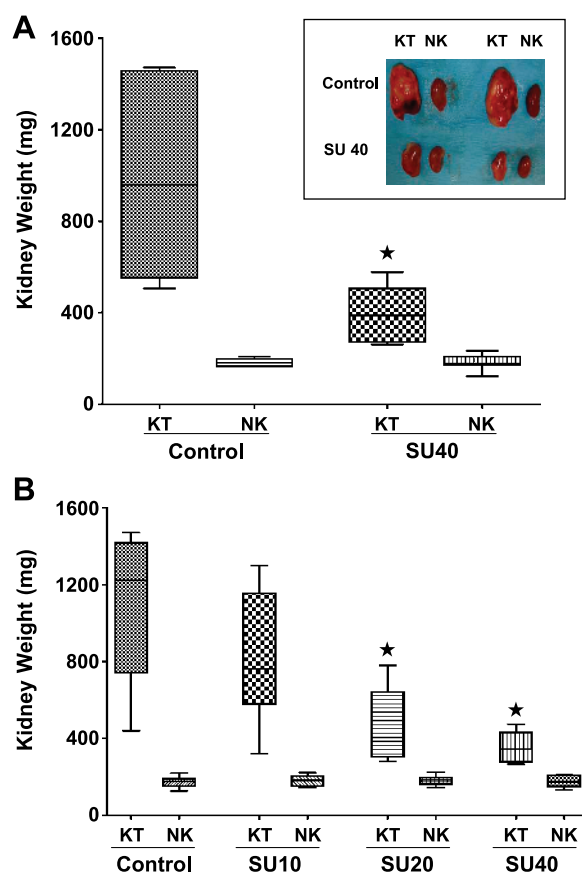 A
Kidney Weight (mg)
1600
1200
800
400
0
KT NK KT NK
Control
SU 40
★
KT NK KT NK
Control SU40
B
Kidney Weight (mg)
1600
1200
800
400
0
★
★
KT NK KT NK KT NK KT NK
Control SU10 SU20 SU40